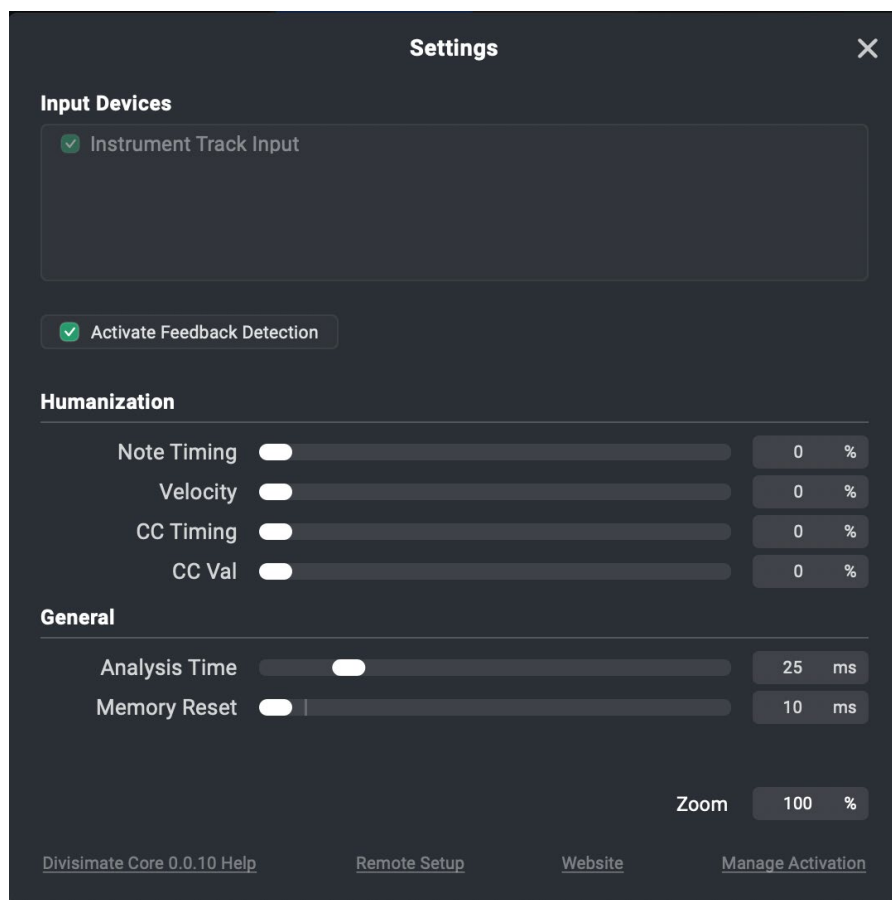 Settings
Input Devices
Instrument Track Input
Activate Feedback Detection
Humanization
Note Timing 0 %
Velocity 0 %
CC Timing 0 %
CC Val 0 %
General
Analysis Time 25 ms
Memory Reset 10 ms
Zoom 100 %
Divisimate Core 0.0.10 Help Remote Setup Website Manage Activation